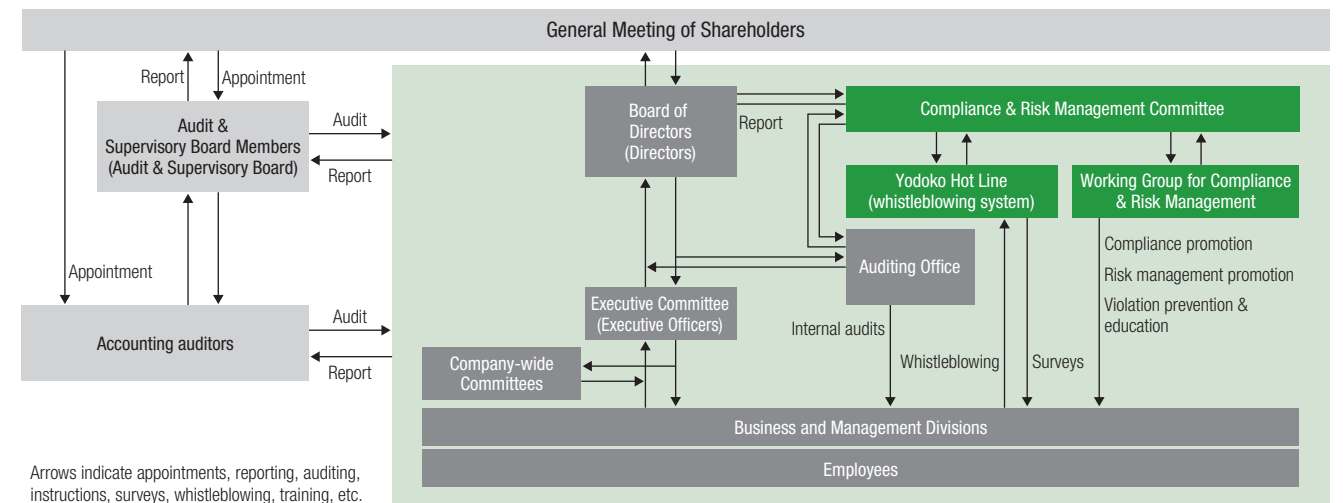 General Meeting of Shareholders
Report
Appointment
Audit &
Supervisory Board Members
(Audit & Supervisory Board)
Audit
Report
Board of
Directors
(Directors)
Report
Compliance & Risk Management Committee
Yodoko Hot Line
(whistleblowing system)
Working Group for Compliance
& Risk Management
Appointment
Auditing Office
Compliance promotion
Risk management promotion
Violation prevention &
education
Accounting auditors
Audit
Report
Executive Committee
(Executive Officers)
Internal audits
Company-wide
Committees
Whistleblowing
Surveys
Business and Management Divisions
Employees
Arrows indicate appointments, reporting, auditing,
instructions, surveys, whistleblowing, training, etc.